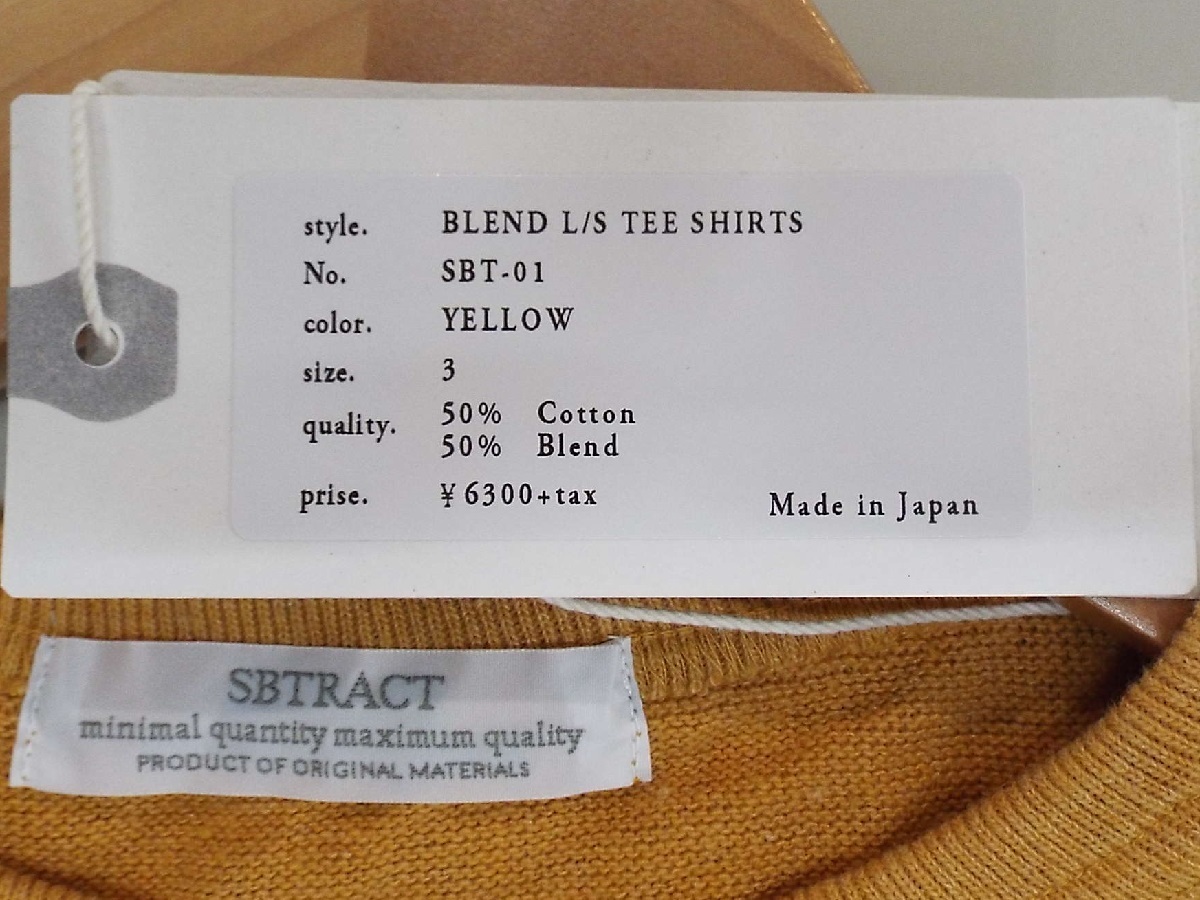 style. BLEND L/S TEE SHIRTS
No. SBT-01
color. YELLOW
size. 3
quality. 50% Cotton
50% Blend
prise. ¥6300+tax
Made in Japan
SBTRACT
minimal quantity maximum quality
PRODUCT OF ORIGINAL MATERIALS